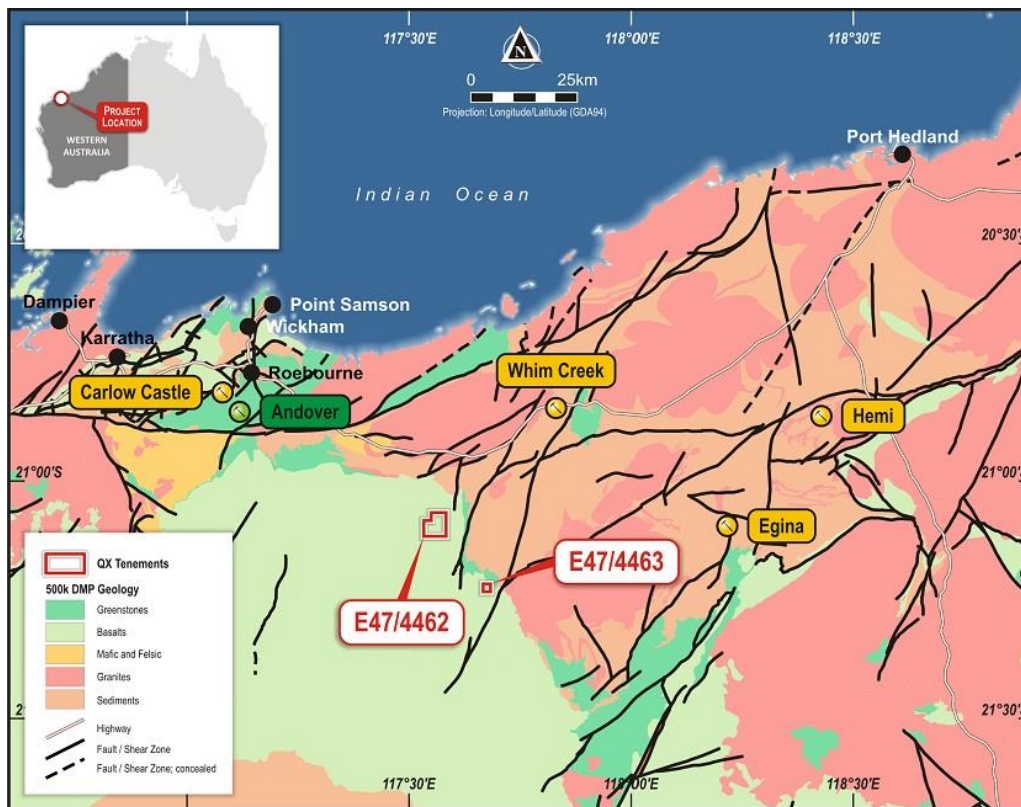 117°30'E
118°00'E
118°30'E
N
0
25km
Projection: Longitude/Latitude (GDA94)
PROJECT
LOCATION
WESTERN
AUSTRALIA
Port Hedland
Indian Ocean
20°30'S
Dampier
Point Samson
Wickham
Karratha
Roebourne
Whim Creek
Carlow Castle
Andover
Hemi
21°00'S
21°00'S
Egina
E47/4463
E47/4462
QX Tenements
500k DMP Geology
Greenstones
Basalts
Mafic and Felsic
Granites
Sediments
Highway
Fault / Shear Zone
Fault / Shear Zone; concealed
21°30'S
117°30'E
118°00'E
118°30'E